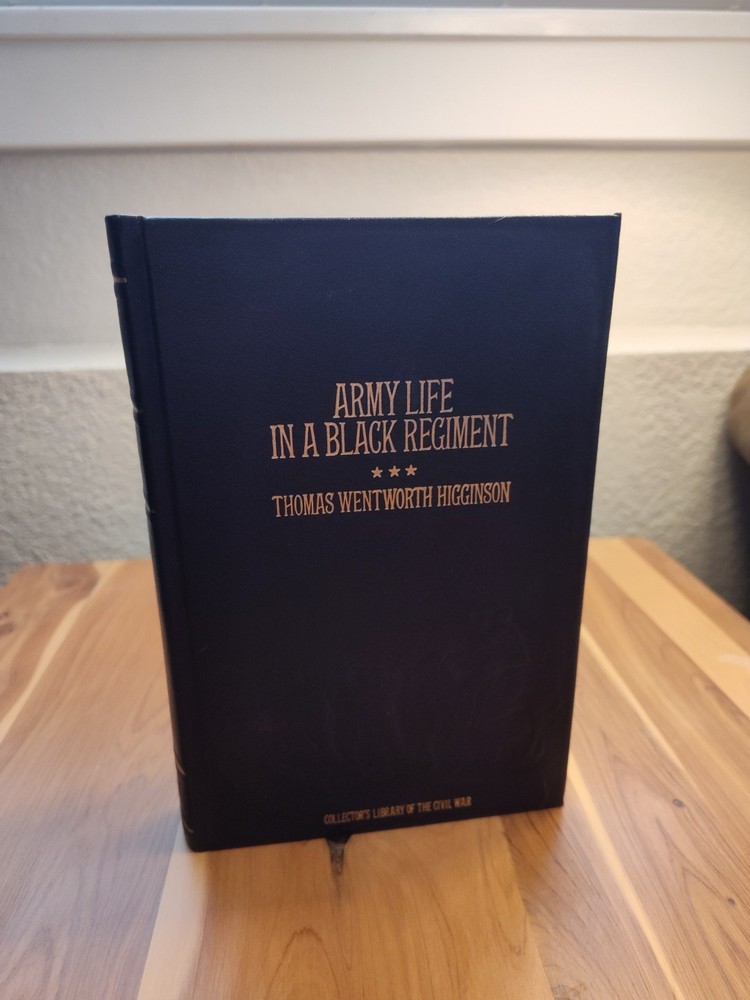 ARMY LIFE
IN A BLACK REGIMENT
THOMAS WENTWORTH HIGGINSON
COLLECTOR'S LIBRARY OF THE CIVIL WAR